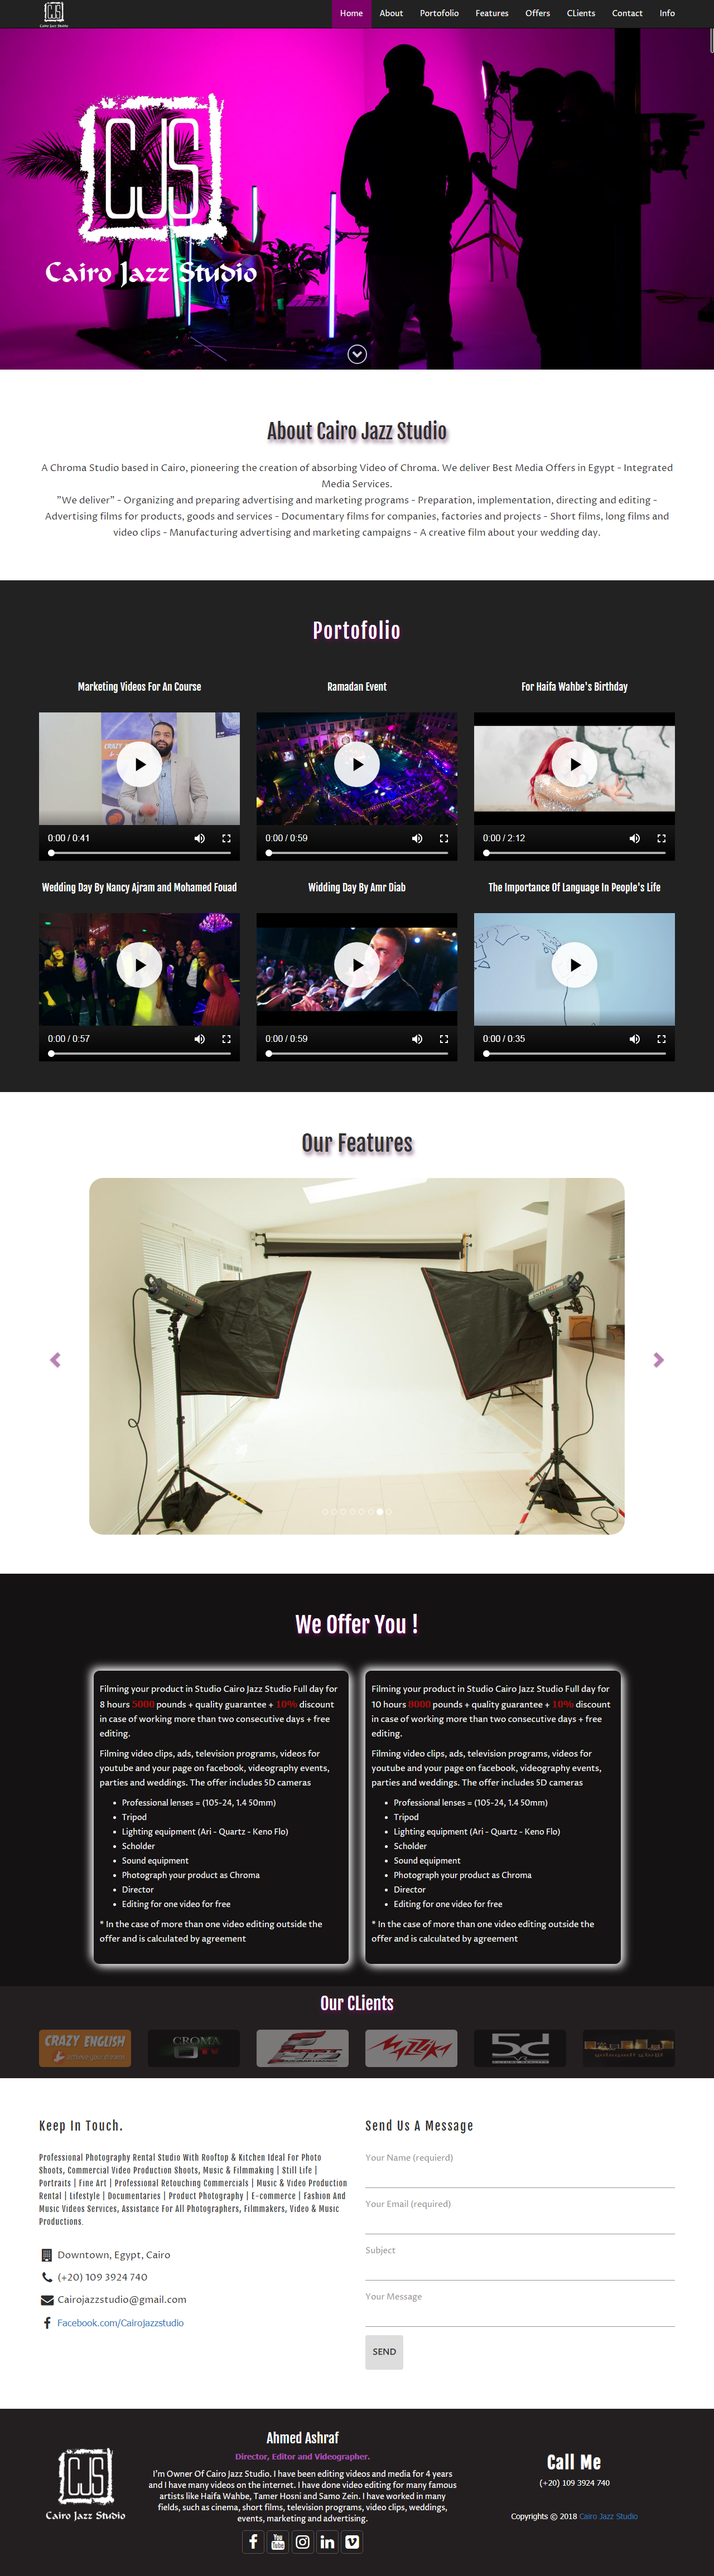 CJS
Cairo Jazz Studio
Home About Portofolio Features Offers CLients Contact Info
CJS
Cairo Jazz Studio
About Cairo Jazz Studio
A Chroma Studio based in Cairo, pioneering the creation of absorbing Video of Chroma. We deliver Best Media Offers in Egypt - Integrated
Media Services.
"We deliver" - Organizing and preparing advertising and marketing programs - Preparation, implementation, directing and editing -
Advertising films for products, goods and services - Documentary films for companies, factories and projects - Short films, long films and
video clips - Manufacturing advertising and marketing campaigns - A creative film about your wedding day.
Portofolio
Marketing Videos For An Course
Ramadan Event
For Haifa Wahbe's Birthday
CRAZY
0:00 / 0:41
0:00 / 0:59
0:00 / 2:12
Wedding Day By Nancy Ajram and Mohamed Fouad
Widding Day By Amr Diab
The Importance Of Language In People's Life
0:00 / 0:57
0:00 / 0:59
0:00 / 0:35
Our Features
We Offer You !
Filming your product in Studio Cairo Jazz Studio Full day for
8 hours 5000 pounds + quality guarantee + 10% discount
in case of working more than two consecutive days + free
editing.
Filming video clips, ads, television programs, videos for
youtube and your page on facebook, videography events,
parties and weddings. The offer includes 5D cameras
• Professional lenses = (105-24, 1.4 50mm)
• Tripod
• Lighting equipment (Ari - Quartz - Keno Flo)
• Scholder
• Sound equipment
• Photograph your product as Chroma
• Director
• Editing for one video for free
* In the case of more than one video editing outside the
offer and is calculated by agreement
Filming your product in Studio Cairo Jazz Studio Full day for
10 hours 8000 pounds + quality guarantee + 10% discount
in case of working more than two consecutive days + free
editing.
Filming video clips, ads, television programs, videos for
youtube and your page on facebook, videography events,
parties and weddings. The offer includes 5D cameras
• Professional lenses = (105-24, 1.4 50mm)
• Tripod
• Lighting equipment (Ari - Quartz - Keno Flo)
• Scholder
• Sound equipment
• Photograph your product as Chroma
• Director
• Editing for one video for free
* In the case of more than one video editing outside the
offer and is calculated by agreement
Our CLients
CRAZY ENGLISH
CROMA
MAZZIKA
5d
Keep In Touch.
Professional Photography Rental Studio With Rooftop & Kitchen Ideal For Photo
Shoots, Commercial Video Production Shoots, Music & Filmmaking | Still Life |
Portraits | Fine Art | Professional Retouching Commercials | Music & Video Production
Rental | Lifestyle | Documentaries | Product Photography | E-commerce | Fashion And
Music Videos Services, Assistance For All Photographers, Filmmakers, Video & Music
Productions.
Downtown, Egypt, Cairo
(+20) 109 3924 740
Cairojazzstudio@gmail.com
Facebook.com/Cairojazzstudio
Send Us A Message
Your Name (requierd)
Your Email (required)
Subject
Your Message
SEND
CJS
Cairo Jazz Studio
Ahmed Ashraf
Director, Editor and Videographer.
I'm Owner Of Cairo Jazz Studio. I have been editing videos and media for 4 years
and I have many videos on the internet. I have done video editing for many famous
artists like Haifa Wahbe, Tamer Hosni and Samo Zein. I have worked in many
fields, such as cinema, short films, television programs, video clips, weddings,
events, marketing and advertising.
You Tube
Call Me
(+20) 109 3924 740
Copyrights © 2018 Cairo Jazz Studio